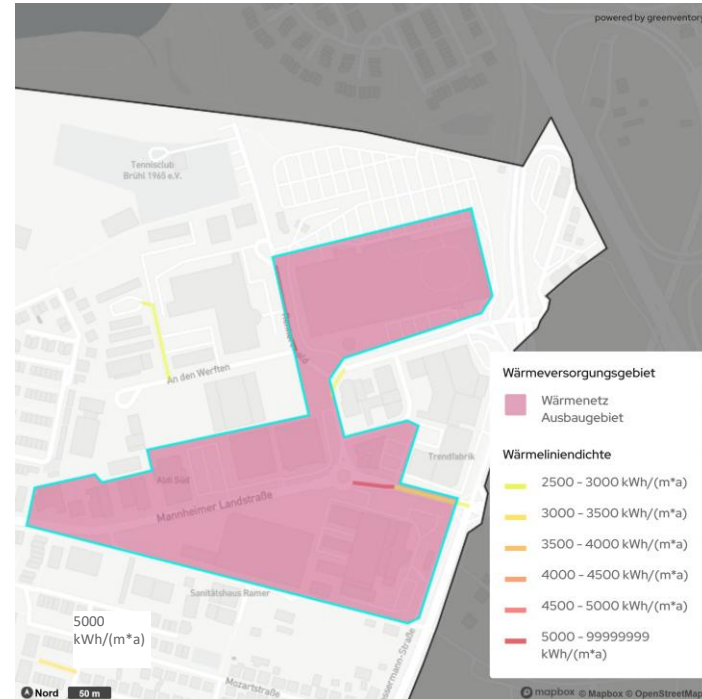 powered by greenventory
Tennisclub
Brühl 1965 e.V.
An den Werften
Trendfabrik
Aldi Süd
Mannheimer Landstraße
Sanitätshaus Ramer
5000
kWh/(m*a)
Mozartstraße
Nord
50 m
Wärmeversorgungsgebiet
Wärmenetz
Ausbaugebiet
Wärmeliniendichte
2500 - 3000 kWh/(m*a)
3000 - 3500 kWh/(m*a)
3500 - 4000 kWh/(m*a)
4000 - 4500 kWh/(m*a)
4500 - 5000 kWh/(m*a)
5000 - 99999999
kWh/(m*a)
mapbox © Mapbox © OpenStreetMap